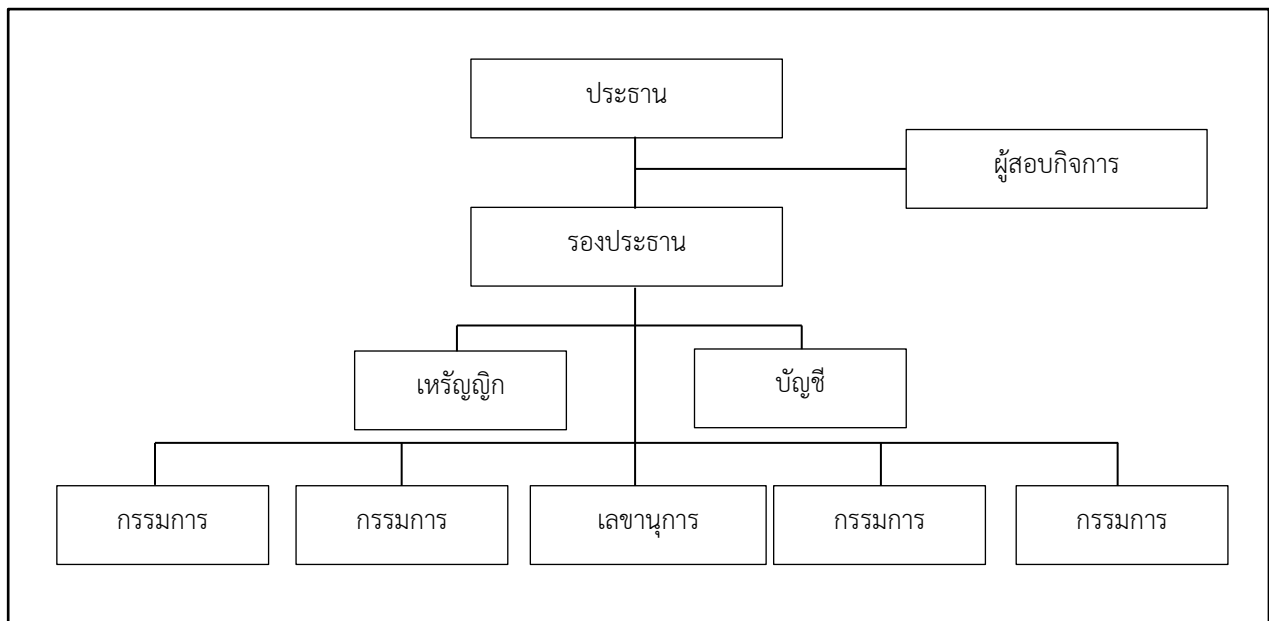 ประธาน
ผู้สอบกิจการ
รองประธาน
เหรัญญิก
บัญชี
กรรมการ
กรรมการ
เลขานุการ
กรรมการ
กรรมการ